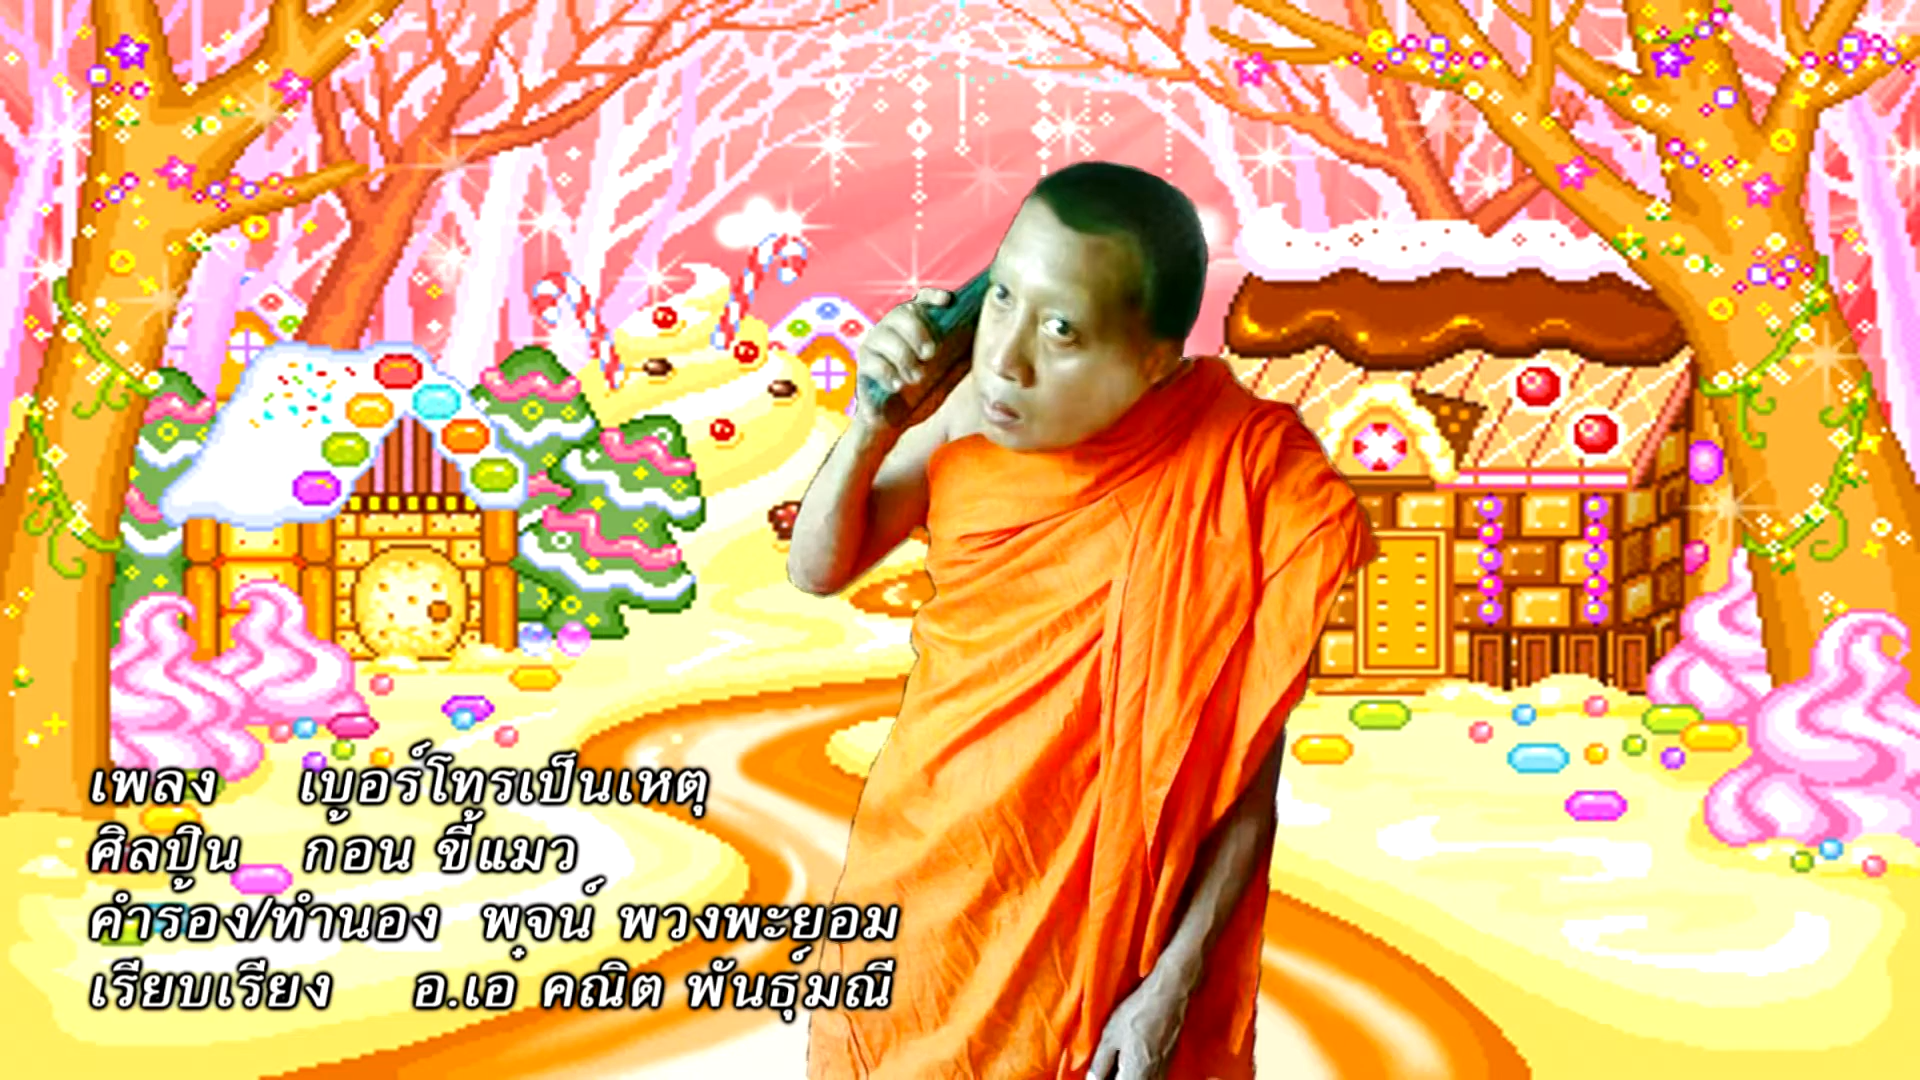 เพลง เบอร์โทรเป็นเหตุ
ศิลปิน ก้อน ขี้แมว
คำร้อง/ทำนอง พจน์ พวงพะยอม
เรียบเรียง อ.เอ๋ คณิต พันธุ์มณี